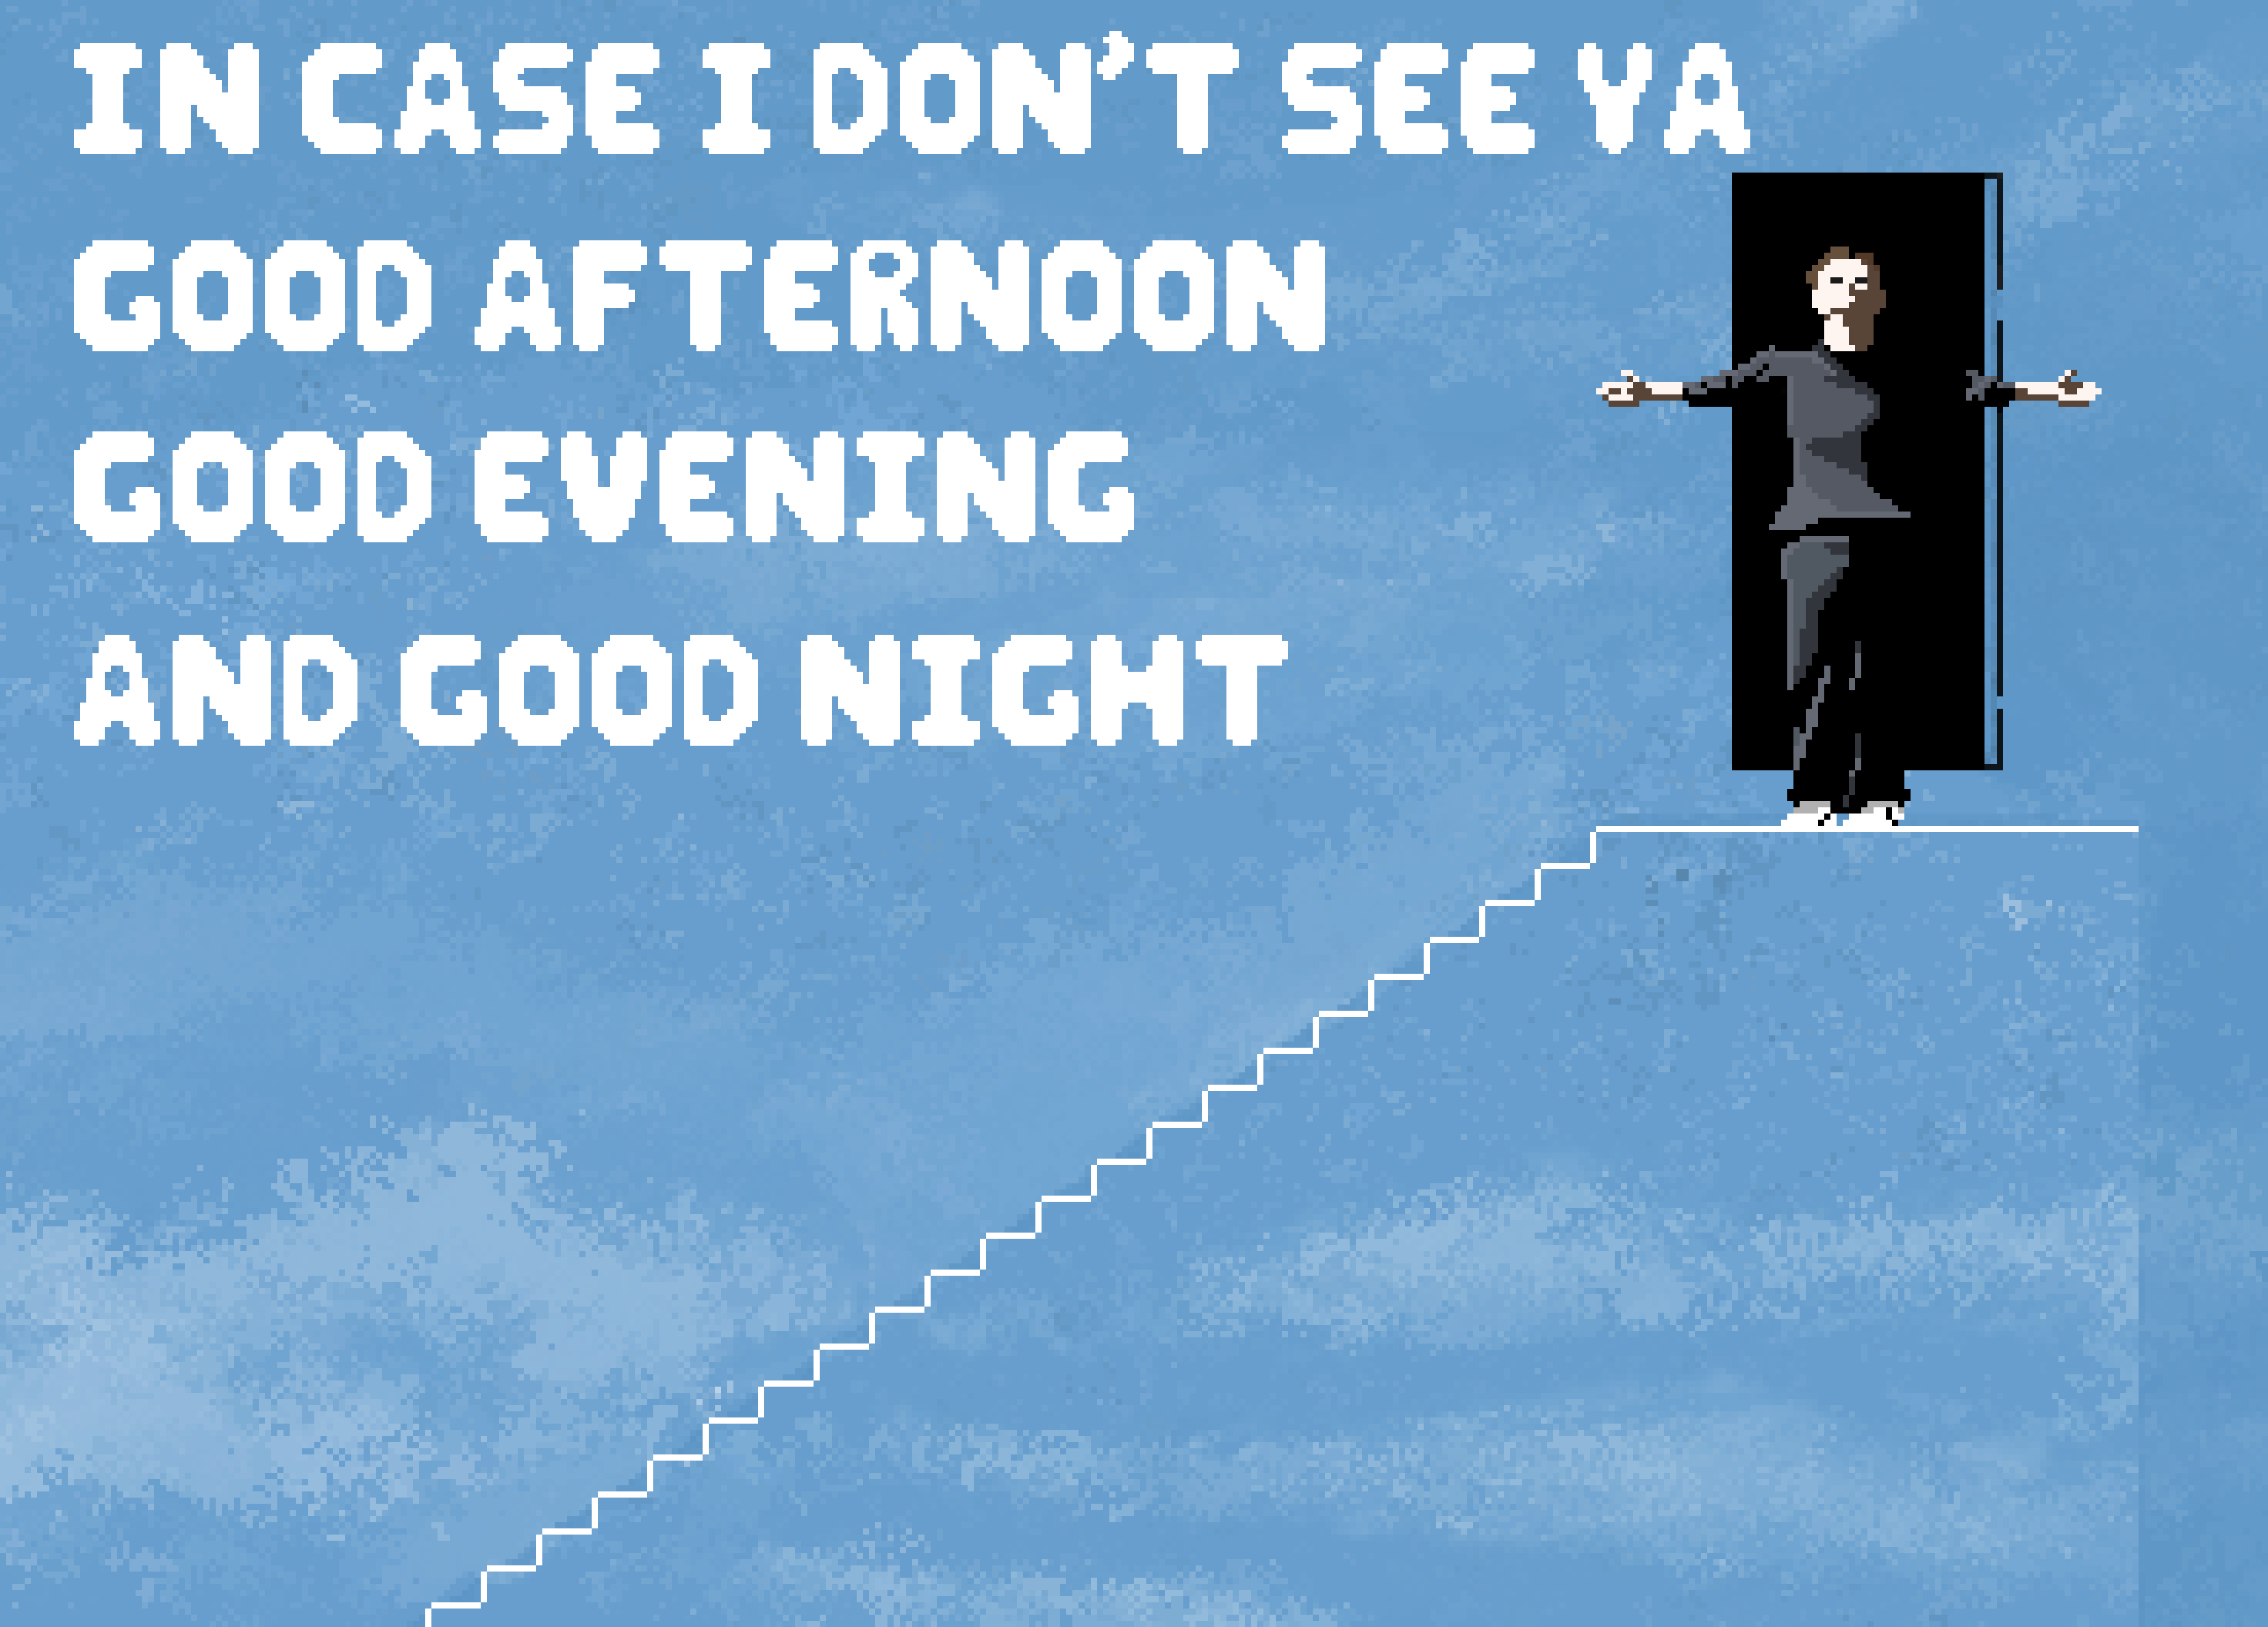 IN CASE I DON’T SEE YA
GOOD AFTERNOON
GOOD EVENING
AND GOOD NIGHT